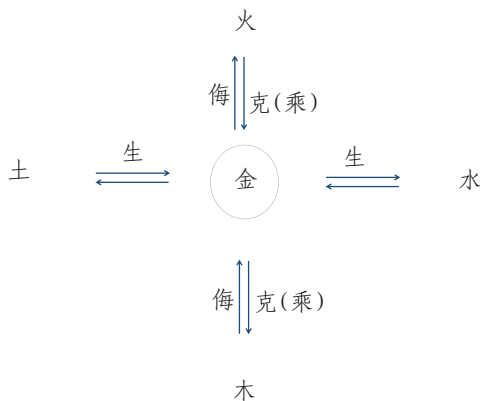 火
侮 克(乘)
生 生
土 金 水
侮 克(乘)
木